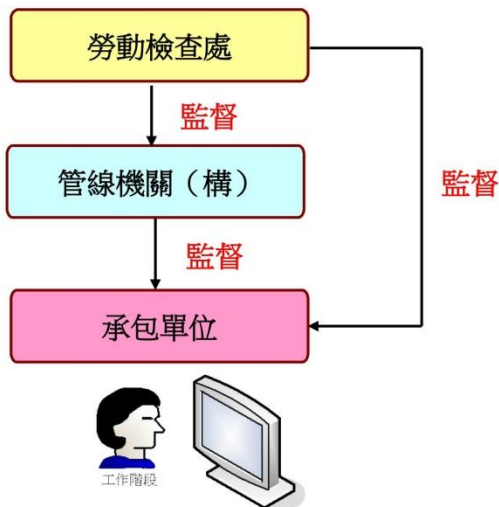 勞動檢查處
監督
管線機關（構）
監督
監督
承包單位
工作階段